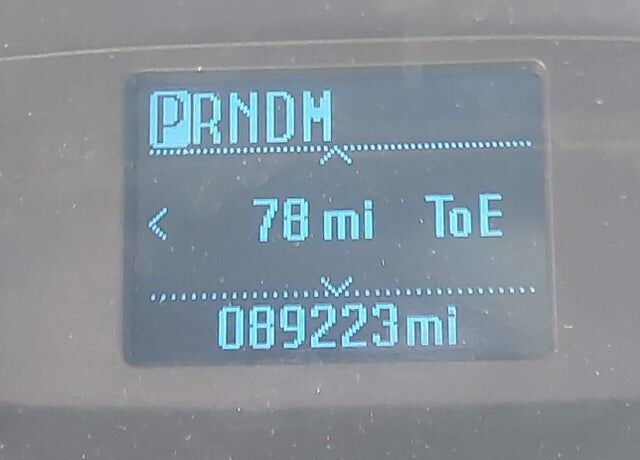 PRNDM
< 78 mi ToE
089223mi